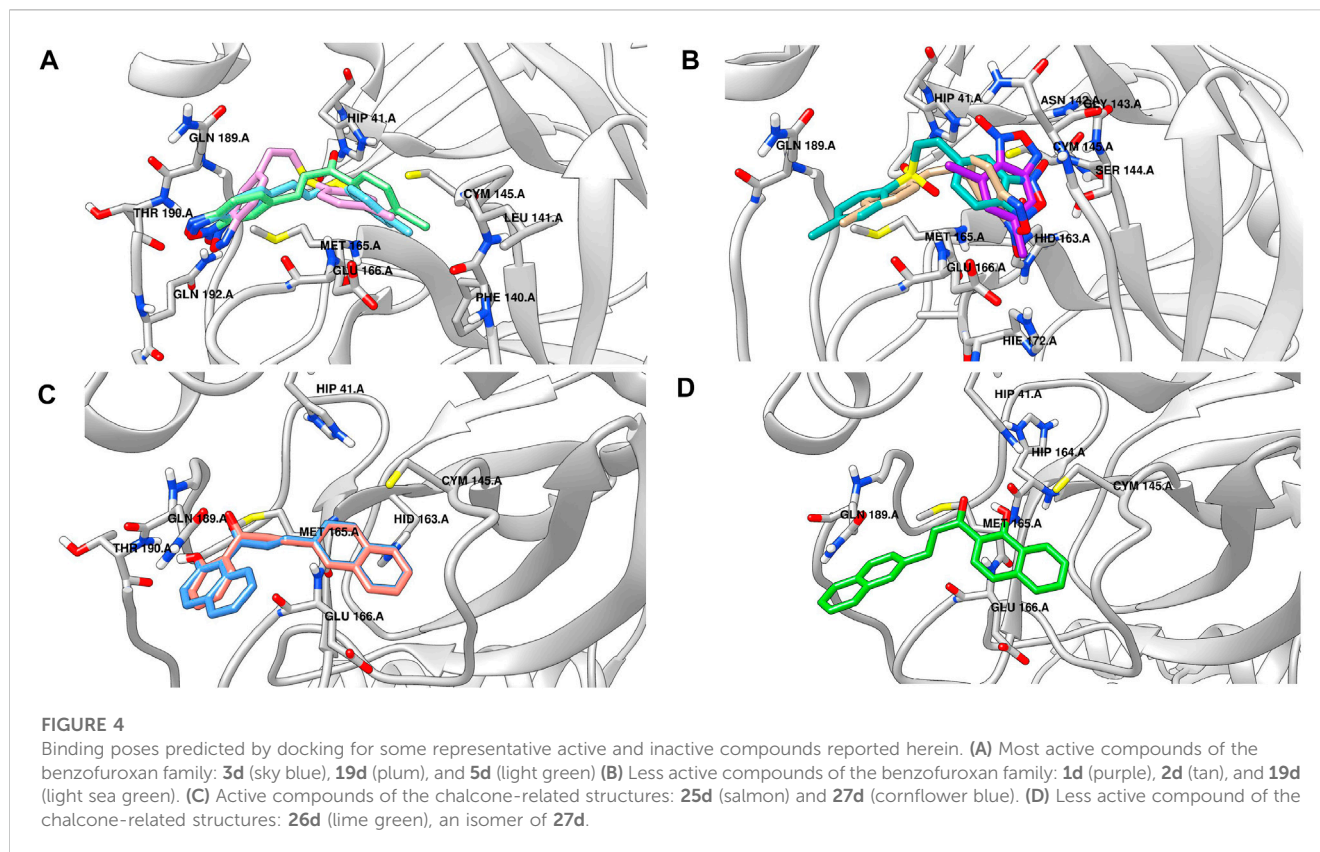 A
HIP 41.A
GLN 189.A
THR 190.A
CYM 145.A
LEU 141.A
MET 165.A
GLU 166.A
GLN 192.A
PHE 140.A
B
HIP 41.A
ASN 142.A
GLY 143.A
GLN 189.A
CYM 145.A
SER 144.A
MET 165.A
HID 163.A
GLU 166.A
HIE 172.A
C
HIP 41.A
CYM 145.A
GLN 189.A
HID 163.A
MET 165.A
THR 190.A
GLU 166.A
D
HIP 41.A
HIP 164.A
CYM 145.A
GLN 189.A
MET 165.A
GLU 166.A
FIGURE 4
Binding poses predicted by docking for some representative active and inactive compounds reported herein. (A) Most active compounds of the
benzofuroxan family: 3d (sky blue), 19d (plum), and 5d (light green) (B) Less active compounds of the benzofuroxan family: 1d (purple), 2d (tan), and 19d
(light sea green). (C) Active compounds of the chalcone-related structures: 25d (salmon) and 27d (cornflower blue). (D) Less active compound of the
chalcone-related structures: 26d (lime green), an isomer of 27d.